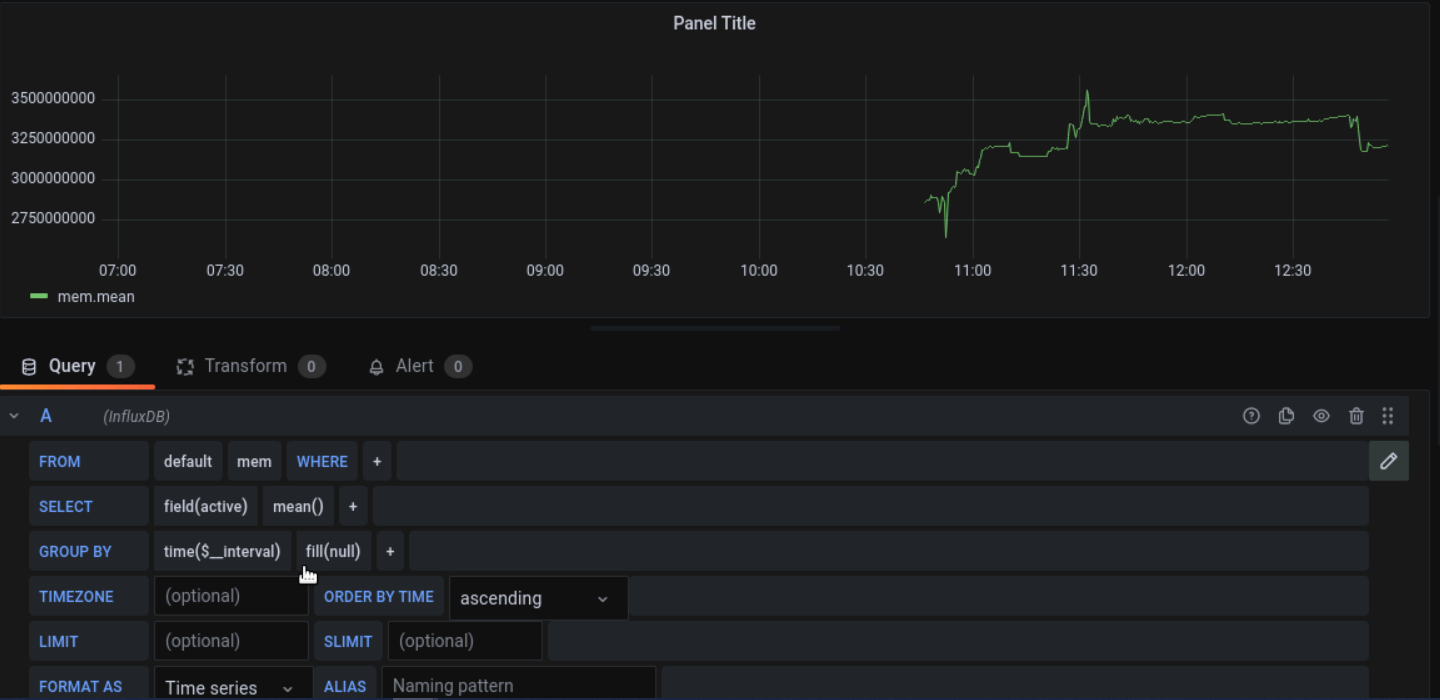 Panel Title
3500000000
3250000000
3000000000
2750000000
07:00 07:30 08:00 08:30 09:00 09:30 10:00 10:30 11:00 11:30 12:00 12:30
mem.mean
Query 1 Transform 0 Alert 0
A (InfluxDB)
FROM default mem WHERE +
SELECT field(active) mean() +
GROUP BY time($__interval) fill(null) +
TIMEZONE (optional) ORDER BY TIME ascending
LIMIT (optional) SLIMIT (optional)
FORMAT AS Time series ALIAS Naming pattern